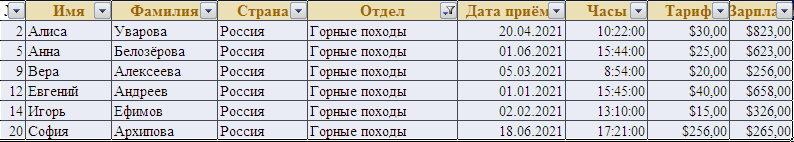 Имя Фамилия Страна Отдел Дата приём Часы Тариф Зарпла
2 Алиса Уварова Россия Горные походы 20.04.2021 10:22:00 $30,00 $823,00
5 Анна Белозёрова Россия Горные походы 01.06.2021 15:44:00 $25,00 $623,00
9 Вера Алексеева Россия Горные походы 05.03.2021 8:54:00 $20,00 $256,00
12 Евгений Андреев Россия Горные походы 01.01.2021 15:45:00 $40,00 $658,00
14 Игорь Ефимов Россия Горные походы 02.02.2021 13:10:00 $15,00 $326,00
20 София Архипова Россия Горные походы 18.06.2021 17:21:00 $256,00 $265,00